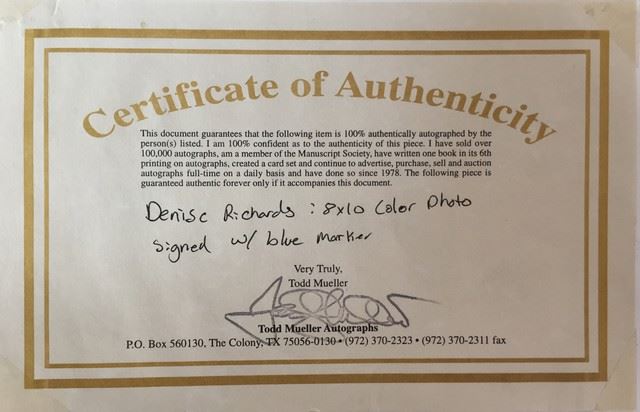 Certificate of Authenticity
This document guarantees that the following item is 100% authentically autographed by the
person(s) listed. I am 100% confident as to the authenticity of this piece. I have sold over
100,000 autographs, am a member of the Manuscript Society, have written one book in its 6th
printing on autographs, created a card set and continue to advertise, purchase, sell and auction
autographs full-time on a daily basis and have done so since 1978. The following piece is
guaranteed authentic forever only if it accompanies this document.
Denise Richards : 8x10 Color Photo
signed w/ blue marker
Very Truly,
Todd Mueller
Todd Mueller Autographs
P.O. Box 560130, The Colony, TX 75056-0130 • (972) 370-2323 • (972) 370-2311 fax